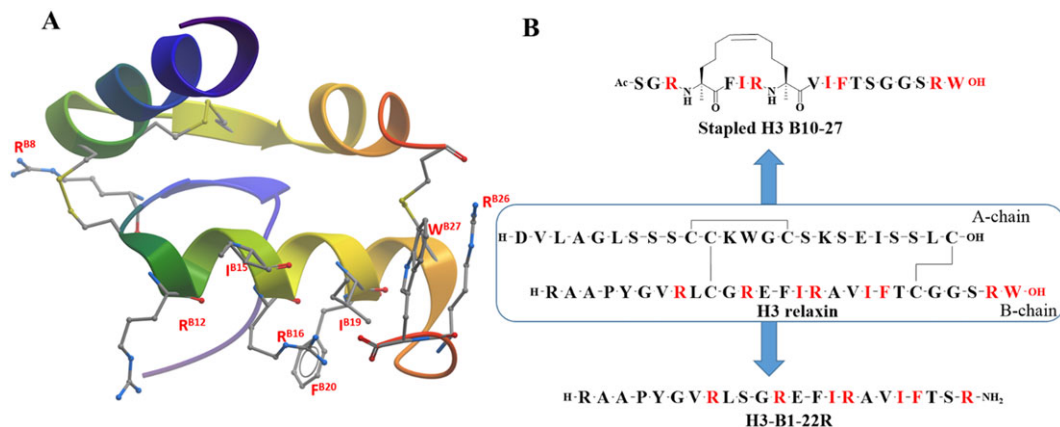 A
R^B8
I^B15
R^B12
R^B16
I^B19
F^B20
W^B27
R^B26
B
Ac-S G·R·N H O F·I·R·N H O V·I·F·T·S·G·G·S·R·W-OH
Stapled H3 B10-27
A-chain
H-D-V-L-A-G-L-S-S-S-C-C-K-W-G-C-S-K-S-E-I-S-S-L-C-OH
H-R-A-A-P-Y-G-V-R-L-C-G-R-E-F-I-R-A-V-I-F-T-C-G-G-S-R-W-OH
H3 relaxin
B-chain
H-R-A-A-P-Y-G-V-R-L-S-G-R-E-F-I-R-A-V-I-F-T-S-R-NH₂
H3-B1-22R